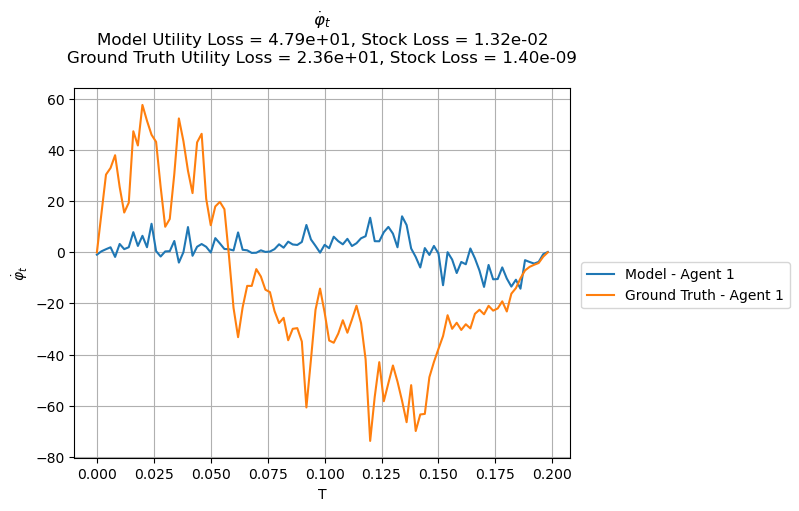 φ̇ₜ
Model Utility Loss = 4.79e+01, Stock Loss = 1.32e-02
Ground Truth Utility Loss = 2.36e+01, Stock Loss = 1.40e-09
60
40
20
0
−20
−40
−60
−80
φ̇ₜ
0.000 0.025 0.050 0.075 0.100 0.125 0.150 0.175 0.200
T
Model - Agent 1
Ground Truth - Agent 1